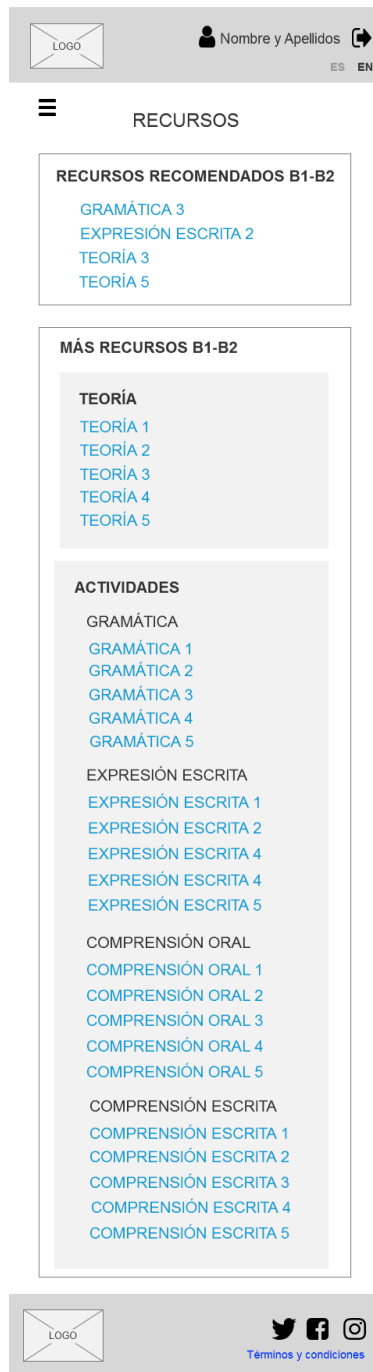 LOGO
Nombre y Apellidos
ES EN
RECURSOS
RECURSOS RECOMENDADOS B1-B2
GRAMÁTICA 3
EXPRESIÓN ESCRITA 2
TEORÍA 3
TEORÍA 5
MÁS RECURSOS B1-B2
TEORÍA
TEORÍA 1
TEORÍA 2
TEORÍA 3
TEORÍA 4
TEORÍA 5
ACTIVIDADES
GRAMÁTICA
GRAMÁTICA 1
GRAMÁTICA 2
GRAMÁTICA 3
GRAMÁTICA 4
GRAMÁTICA 5
EXPRESIÓN ESCRITA
EXPRESIÓN ESCRITA 1
EXPRESIÓN ESCRITA 2
EXPRESIÓN ESCRITA 4
EXPRESIÓN ESCRITA 4
EXPRESIÓN ESCRITA 5
COMPRENSIÓN ORAL
COMPRENSIÓN ORAL 1
COMPRENSIÓN ORAL 2
COMPRENSIÓN ORAL 3
COMPRENSIÓN ORAL 4
COMPRENSIÓN ORAL 5
COMPRENSIÓN ESCRITA
COMPRENSIÓN ESCRITA 1
COMPRENSIÓN ESCRITA 2
COMPRENSIÓN ESCRITA 3
COMPRENSIÓN ESCRITA 4
COMPRENSIÓN ESCRITA 5
LOGO
Términos y condiciones